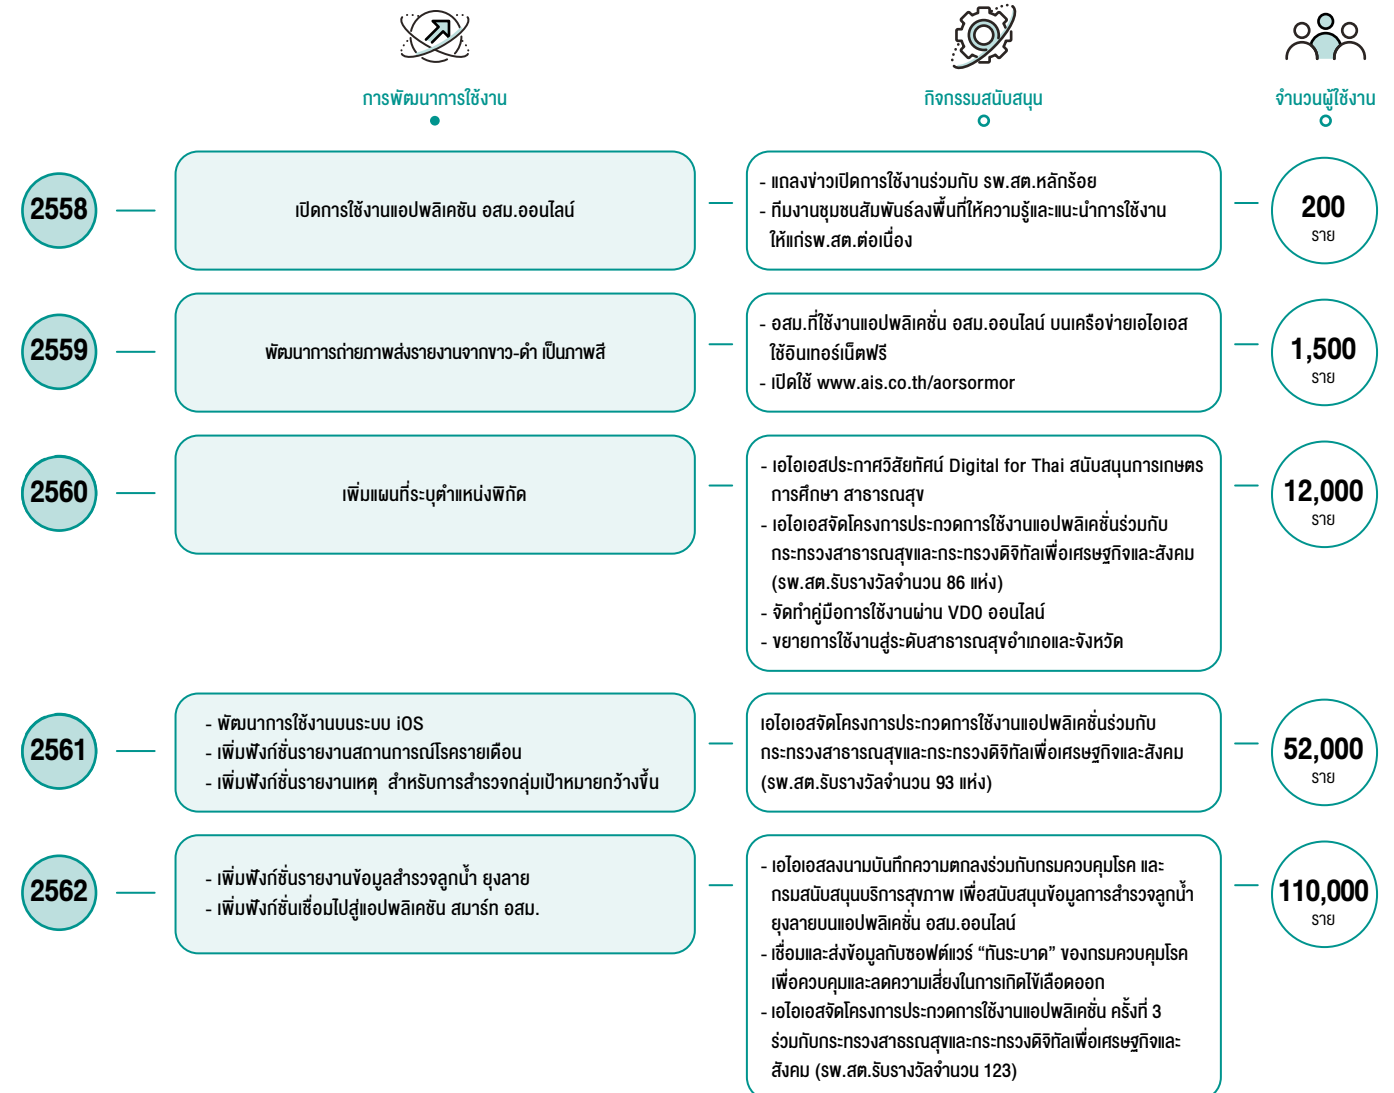 การพัฒนาการใช้งาน
กิจกรรมสนับสนุน
จำนวนผู้ใช้งาน
2558
เปิดการใช้งานแอปพลิเคชัน อสม.ออนไลน์
- แถลงข่าวเปิดการใช้งานร่วมกับ รพ.สต.หลักร้อย
- ทีมงานชุมชนสัมพันธ์ลงพื้นที่ให้ความรู้และแนะนำการใช้งาน
ให้แก่รพ.สต.ต่อเนื่อง
200
ราย
2559
พัฒนาการถ่ายภาพส่งรายงานจากขาว-ดำ เป็นภาพสี
- อสม.ที่ใช้งานแอปพลิเคชั่น อสม.ออนไลน์ บนเครือข่ายเอไอเอส
ใช้อินเทอร์เน็ตฟรี
- เปิดใช้ www.ais.co.th/aorsormor
1,500
ราย
2560
เพิ่มแผนที่ระบุตำแหน่งพิกัด
- เอไอเอสประกาศวิสัยทัศน์ Digital for Thai สนับสนุนการเกษตร
การศึกษา สาธารณสุข
- เอไอเอสจัดโครงการประกวดการใช้งานแอปพลิเคชั่นร่วมกับ
กระทรวงสาธารณสุขและกระทรวงดิจิทัลเพื่อเศรษฐกิจและสังคม
(รพ.สต.รับรางวัลจำนวน 86 แห่ง)
- จัดทำคู่มือการใช้งานผ่าน VDO ออนไลน์
- ขยายการใช้งานสู่ระดับสาธารณสุขอำเภอและจังหวัด
12,000
ราย
2561
- พัฒนาการใช้งานบนระบบ iOS
- เพิ่มฟังก์ชั่นรายงานสถานการณ์โรครายเดือน
- เพิ่มฟังก์ชั่นรายงานเหตุ สำหรับการสำรวจกลุ่มเป้าหมายกว้างขึ้น
เอไอเอสจัดโครงการประกวดการใช้งานแอปพลิเคชั่นร่วมกับ
กระทรวงสาธารณสุขและกระทรวงดิจิทัลเพื่อเศรษฐกิจและสังคม
(รพ.สต.รับรางวัลจำนวน 93 แห่ง)
52,000
ราย
2562
- เพิ่มฟังก์ชั่นรายงานข้อมูลสำรวจลูกน้ำ ยุงลาย
- เพิ่มฟังก์ชั่นเชื่อมไปสู่แอปพลิเคชัน สมาร์ท อสม.
- เอไอเอสลงนามบันทึกความตกลงร่วมกับกรมควบคุมโรค และ
กรมสนับสนุนบริการสุขภาพ เพื่อสนับสนุนข้อมูลการสำรวจลูกน้ำ
ยุงลายบนแอปพลิเคชั่น อสม.ออนไลน์
- เชื่อมและส่งข้อมูลกับซอฟต์แวร์ “ทันระบาด” ของกรมควบคุมโรค
เพื่อควบคุมและลดความเสี่ยงในการเกิดไข้เลือดออก
- เอไอเอสจัดโครงการประกวดการใช้งานแอปพลิเคชั่น ครั้งที่ 3
ร่วมกับกระทรวงสาธรณสุขและกระทรวงดิจิทัลเพื่อเศรษฐกิจและ
สังคม (รพ.สต.รับรางวัลจำนวน 123)
110,000
ราย